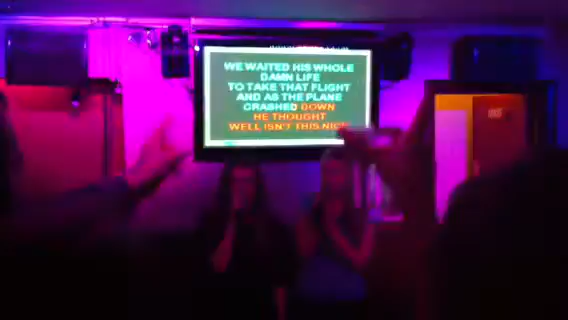 WE WAITED HIS WHOLE
DAMN LIFE
TO TAKE THAT FLIGHT
AND AS THE PLANE
CRASHED DOWN
HE THOUGHT
WELL ISN'T THIS NICE